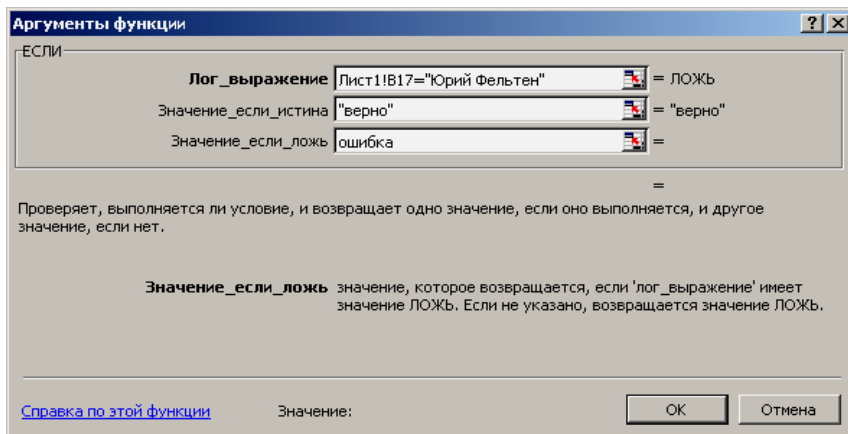 Аргументы функции
ЕСЛИ
Лог_выражение Лист1!B17="Юрий Фельтен" = ЛОЖЬ
Значение_если_истина "верно" = "верно"
Значение_если_ложь ошибка =
=
Проверяет, выполняется ли условие, и возвращает одно значение, если оно выполняется, и другое
значение, если нет.
Значение_если_ложь значение, которое возвращается, если 'лог_выражение' имеет
значение ЛОЖЬ. Если не указано, возвращается значение ЛОЖЬ.
Справка по этой функции Значение: OK Отмена